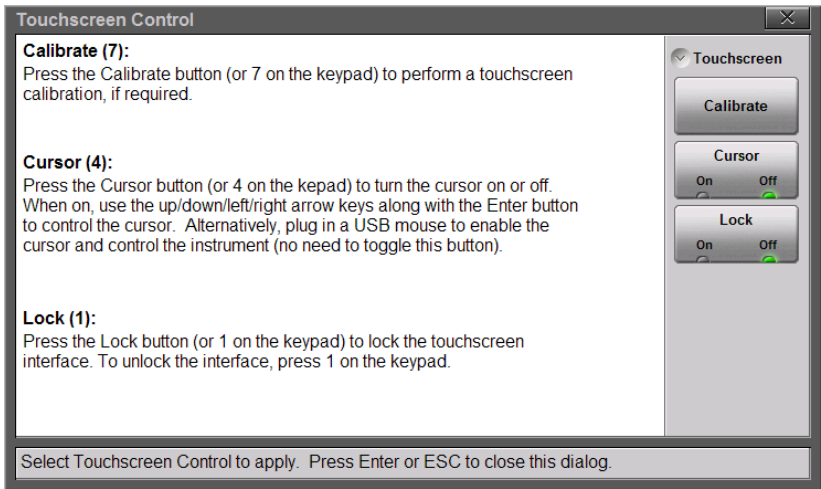 Touchscreen Control
Calibrate (7):
Press the Calibrate button (or 7 on the keypad) to perform a touchscreen
calibration, if required.
Cursor (4):
Press the Cursor button (or 4 on the kepad) to turn the cursor on or off.
When on, use the up/down/left/right arrow keys along with the Enter button
to control the cursor.  Alternatively, plug in a USB mouse to enable the
cursor and control the instrument (no need to toggle this button).
Lock (1):
Press the Lock button (or 1 on the keypad) to lock the touchscreen
interface. To unlock the interface, press 1 on the keypad.
Touchscreen
Calibrate
Cursor
On Off
Lock
On Off
Select Touchscreen Control to apply.  Press Enter or ESC to close this dialog.